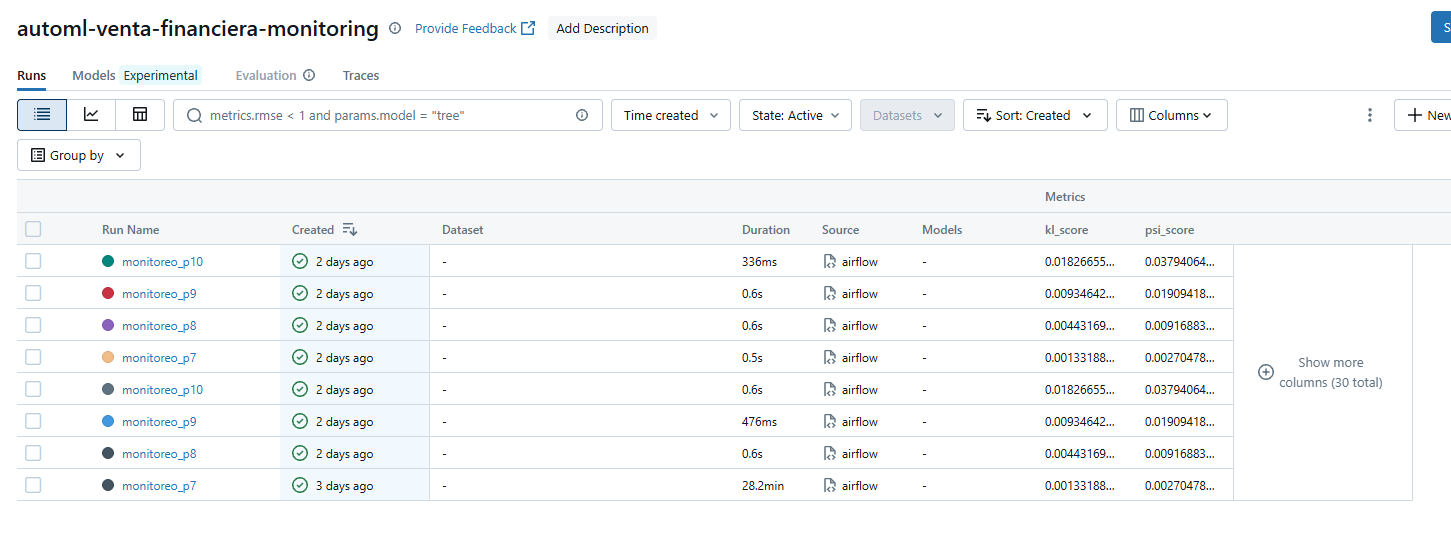 automl-venta-financiera-monitoring Provide Feedback Add Description
Runs Models Experimental Evaluation Traces
metrics.rmse < 1 and params.model = "tree" Time created State: Active Datasets Sort: Created Columns New
Group by
Metrics
Run Name Created Dataset Duration Source Models kl_score psi_score
monitoreo_p10 2 days ago - 336ms airflow - 0.01826655... 0.03794064...
monitoreo_p9 2 days ago - 0.6s airflow - 0.00934642... 0.01909418...
monitoreo_p8 2 days ago - 0.6s airflow - 0.00443169... 0.00916883...
monitoreo_p7 2 days ago - 0.5s airflow - 0.00133188... 0.00270478...
Show more
columns (30 total)
monitoreo_p10 2 days ago - 0.6s airflow - 0.01826655... 0.03794064...
monitoreo_p9 2 days ago - 476ms airflow - 0.00934642... 0.01909418...
monitoreo_p8 2 days ago - 0.6s airflow - 0.00443169... 0.00916883...
monitoreo_p7 3 days ago - 28.2min airflow - 0.00133188... 0.00270478...